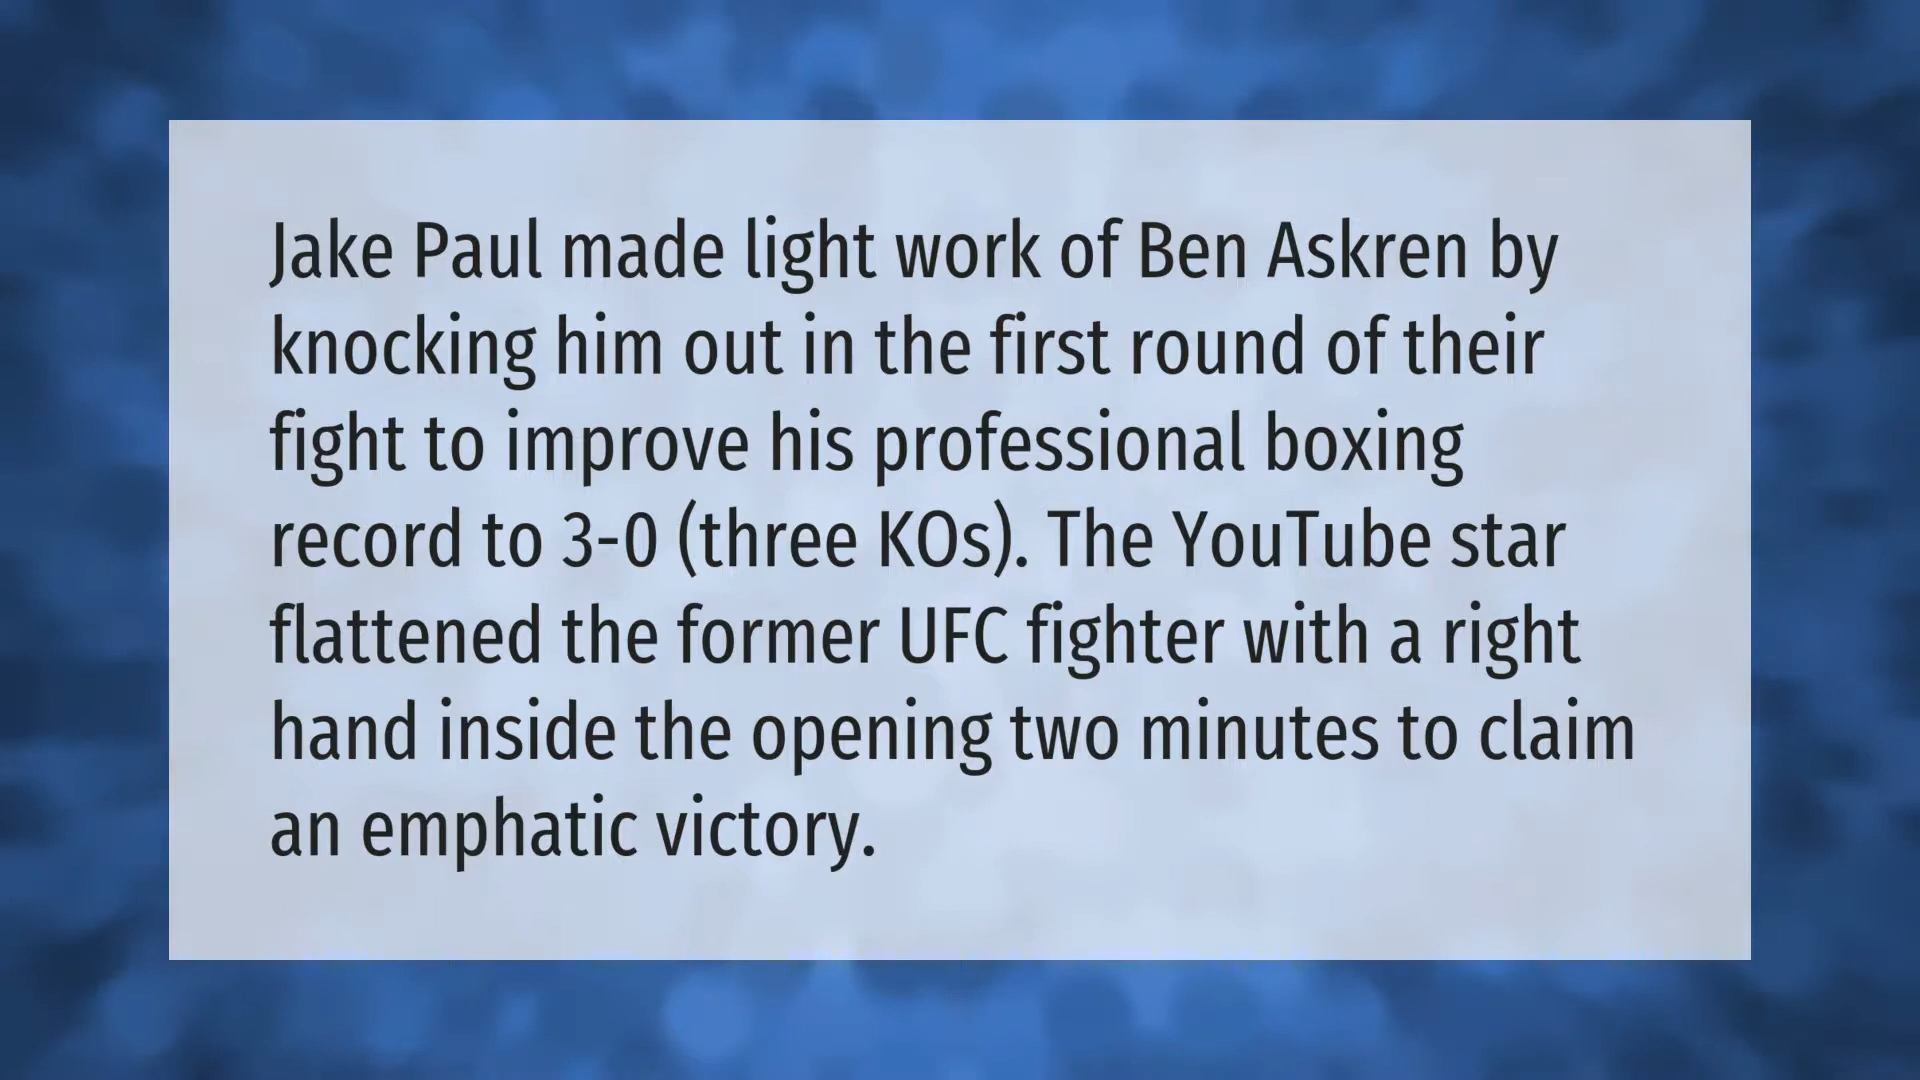 Jake Paul made light work of Ben Askren by
knocking him out in the first round of their
fight to improve his professional boxing
record to 3-0 (three KOs). The YouTube star
flattened the former UFC fighter with a right
hand inside the opening two minutes to claim
an emphatic victory.